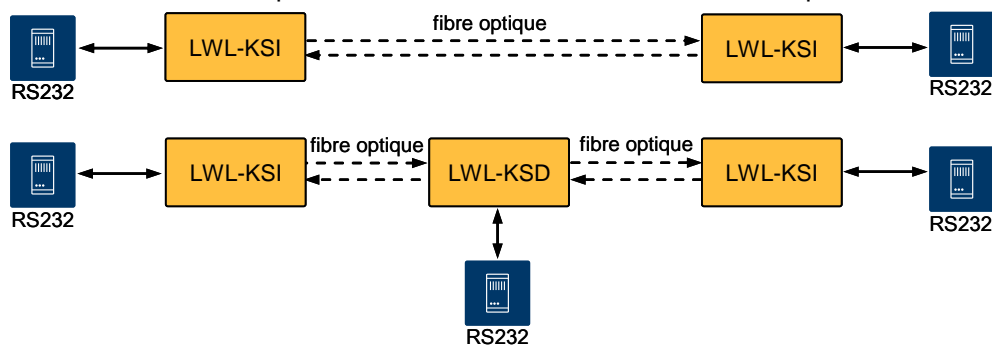 fibre optique
LWL-KSI
LWL-KSI
RS232
RS232
fibre optique
fibre optique
LWL-KSI
LWL-KSD
LWL-KSI
RS232
RS232
RS232